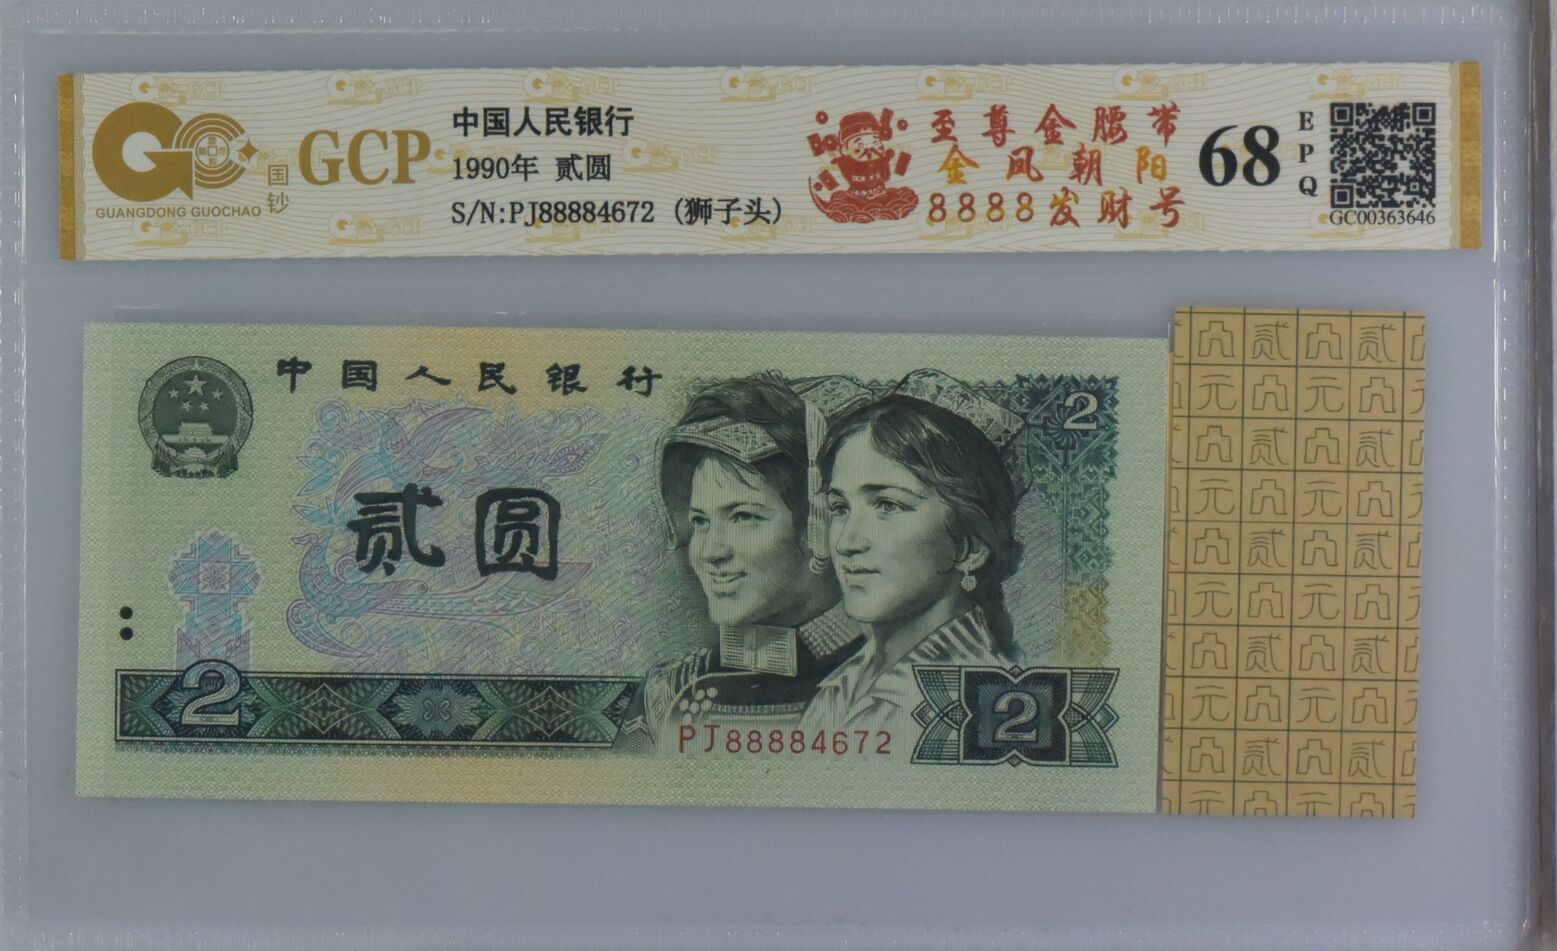 国钞
GUANGDONG GUOCHAO
GCP
中国人民银行
1990年 贰圆
S/N:PJ88884672 (狮子头)
至尊金腰带
金凤朝阳
8888发财号
68
EPQ
GC00363646
中国人民银行
贰圆
2
2
PJ88884672
2